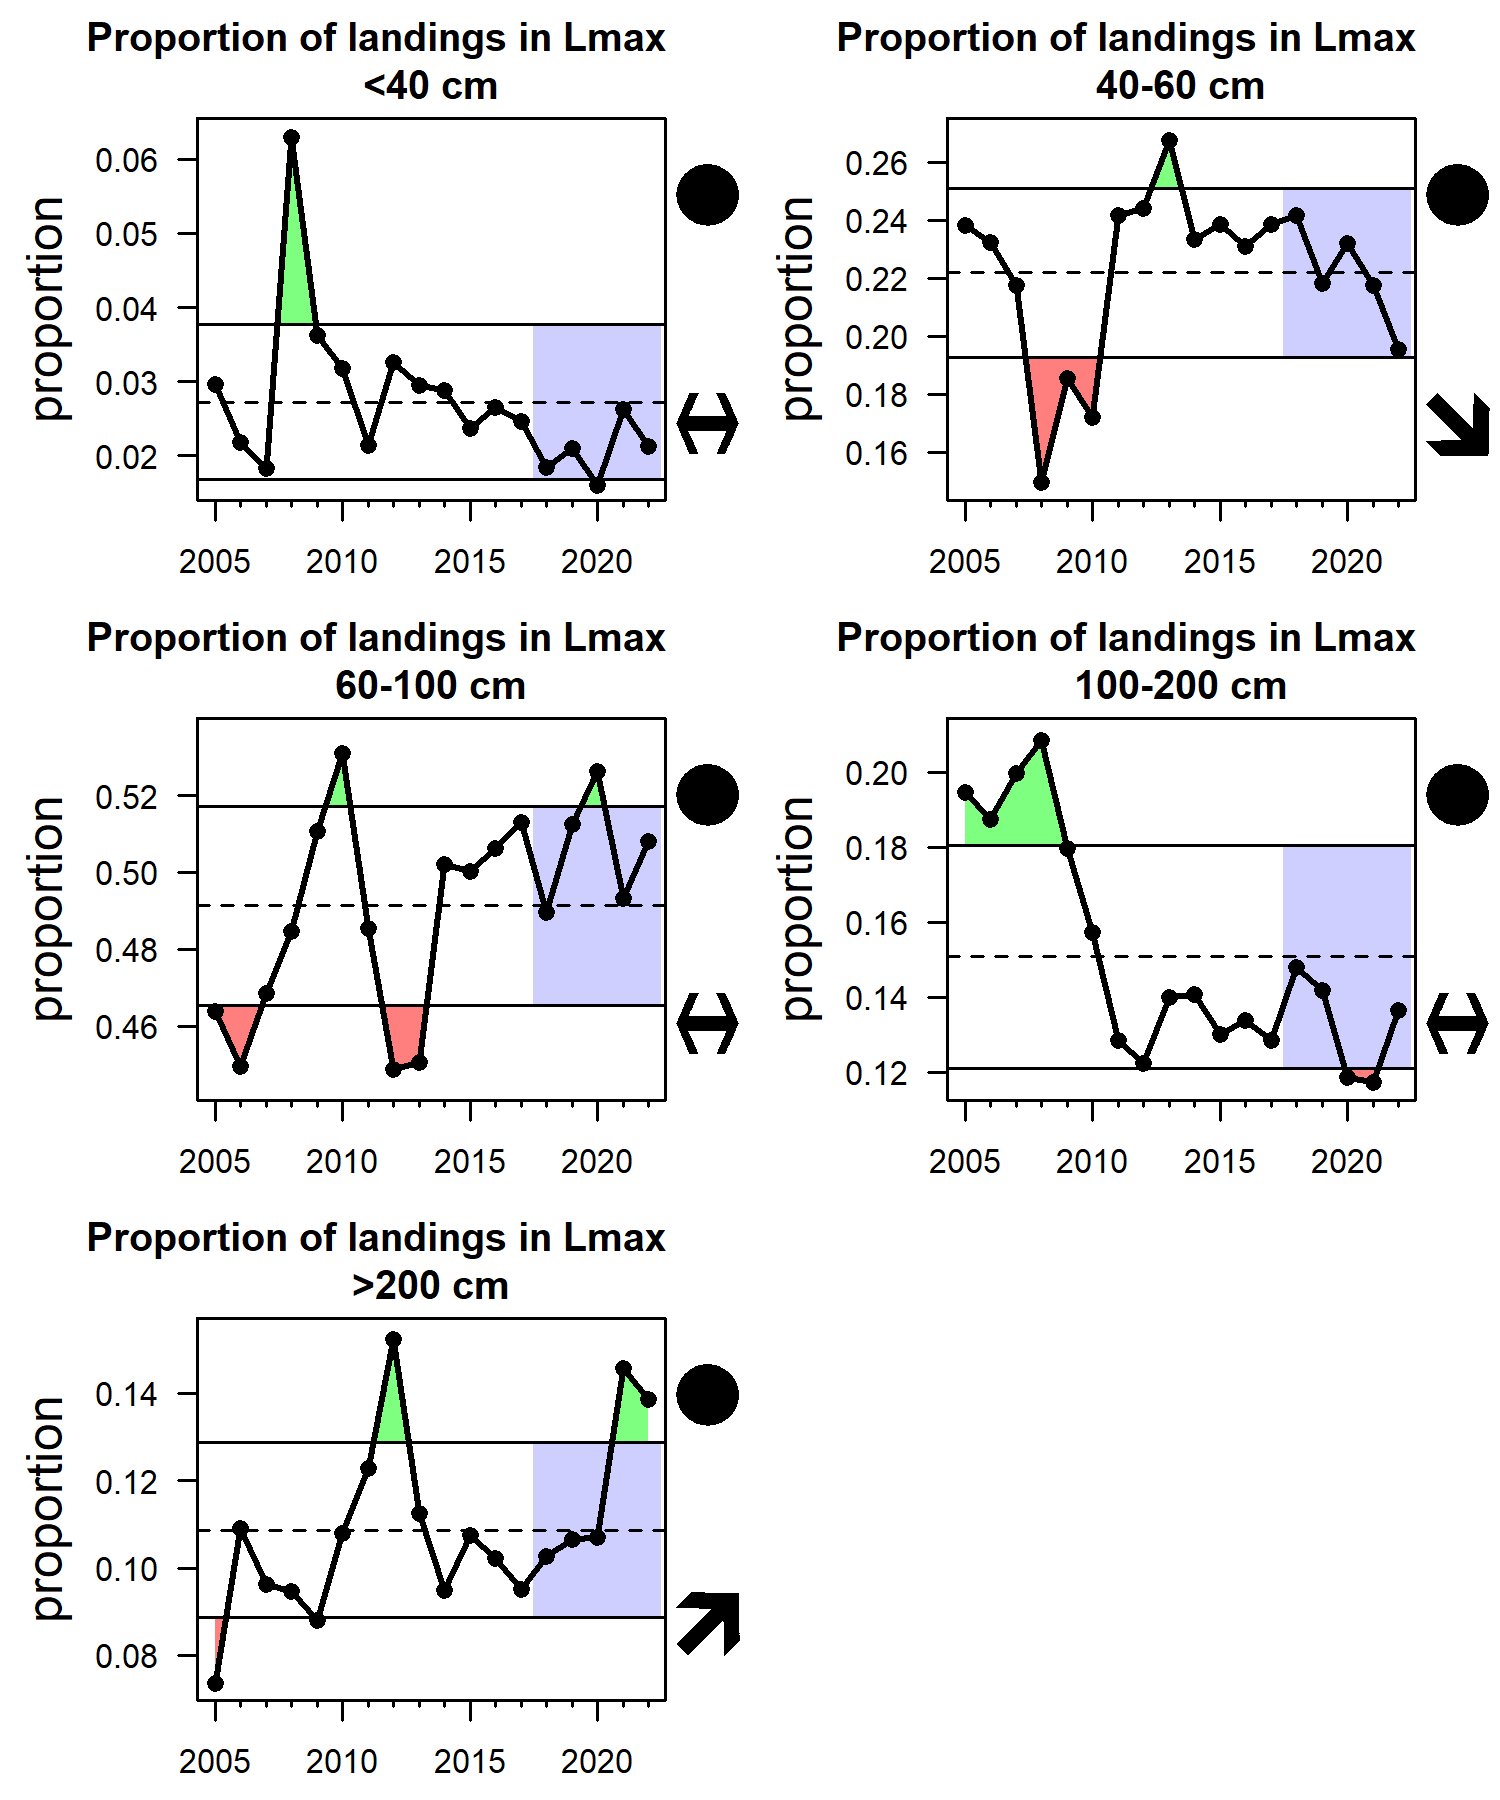 Proportion of landings in Lmax
<40 cm
proportion
0.06
0.05
0.04
0.03
0.02
2005 2010 2015 2020
Proportion of landings in Lmax
40-60 cm
proportion
0.26
0.24
0.22
0.20
0.18
0.16
2005 2010 2015 2020
Proportion of landings in Lmax
60-100 cm
proportion
0.52
0.50
0.48
0.46
2005 2010 2015 2020
Proportion of landings in Lmax
100-200 cm
proportion
0.20
0.18
0.16
0.14
0.12
2005 2010 2015 2020
Proportion of landings in Lmax
>200 cm
proportion
0.14
0.12
0.10
0.08
2005 2010 2015 2020